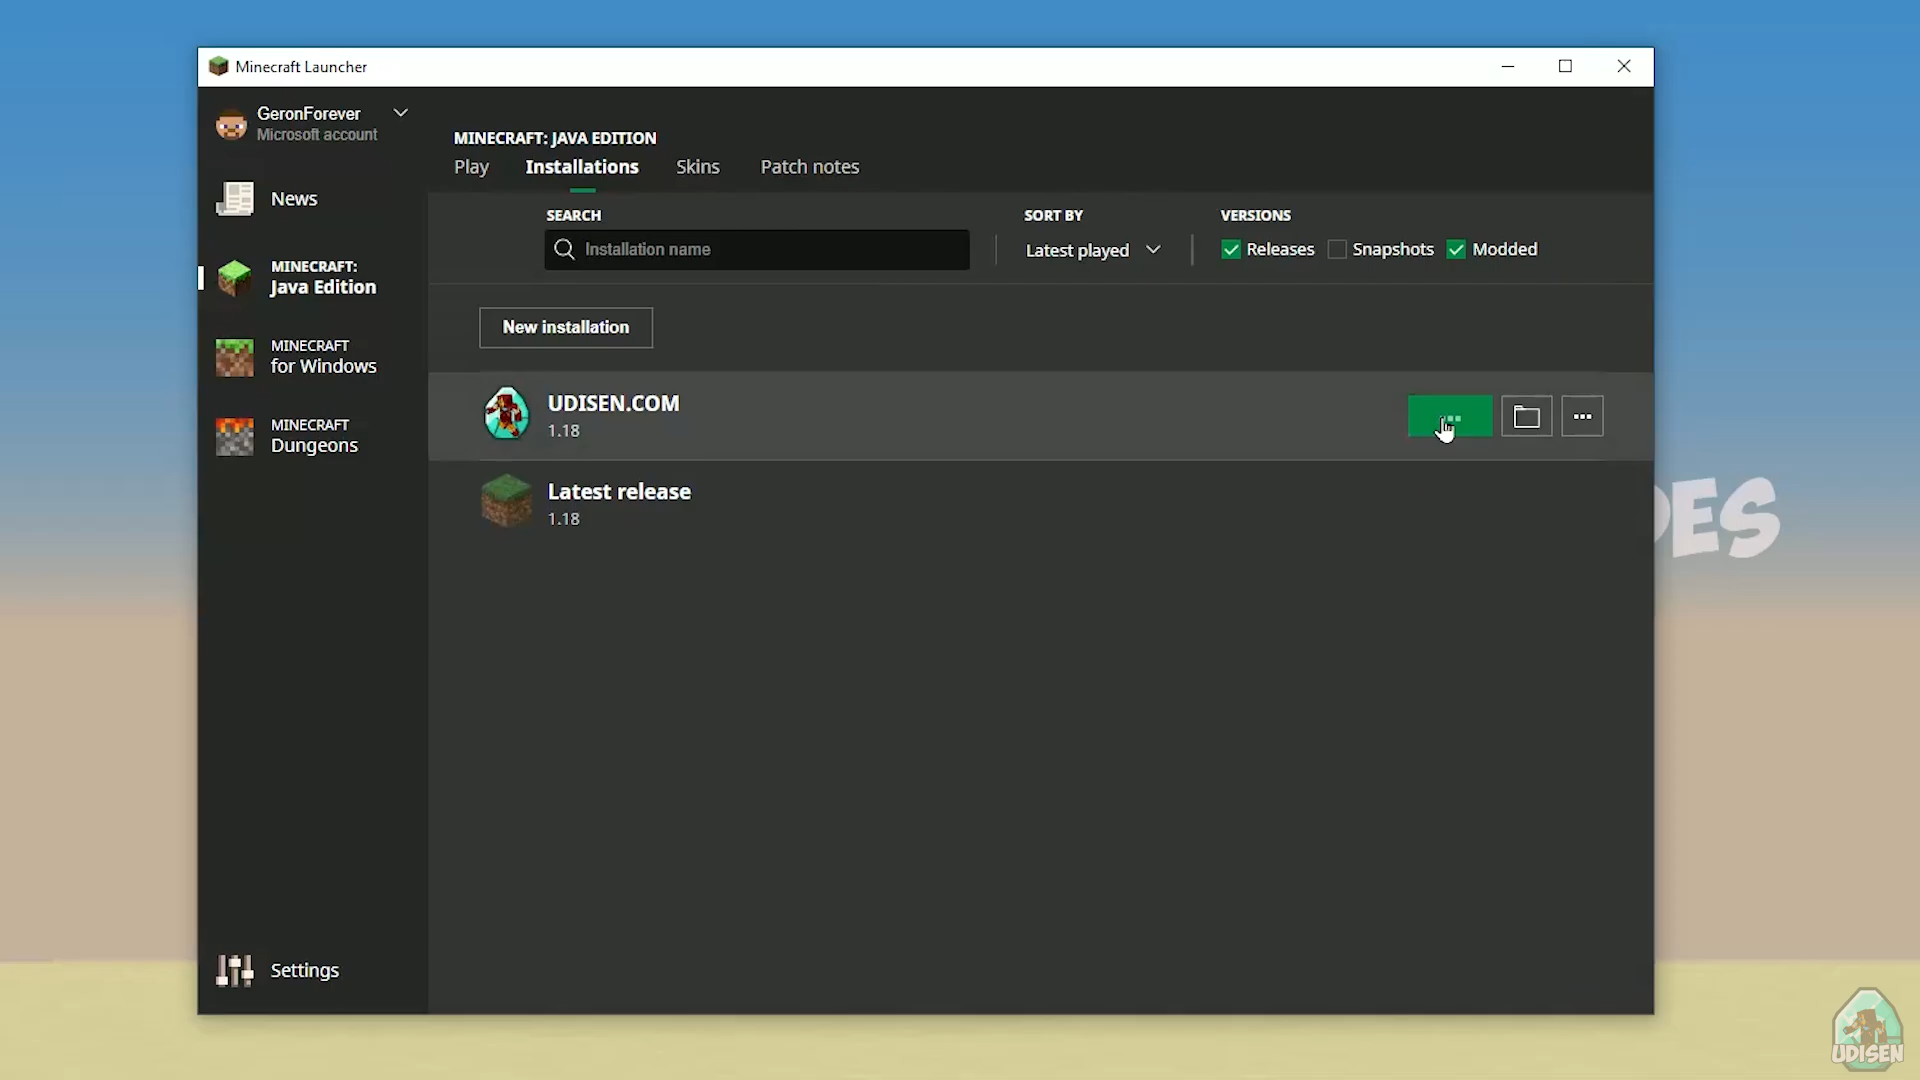 Minecraft Launcher
GeronForever
Microsoft account
News
MINECRAFT:
Java Edition
MINECRAFT
for Windows
MINECRAFT
Dungeons
Settings
MINECRAFT: JAVA EDITION
Play Installations Skins Patch notes
SEARCH SORT BY VERSIONS
Installation name Latest played Releases Snapshots Modded
New installation
UDISEN.COM
1.18
Latest release
1.18
UDISEN